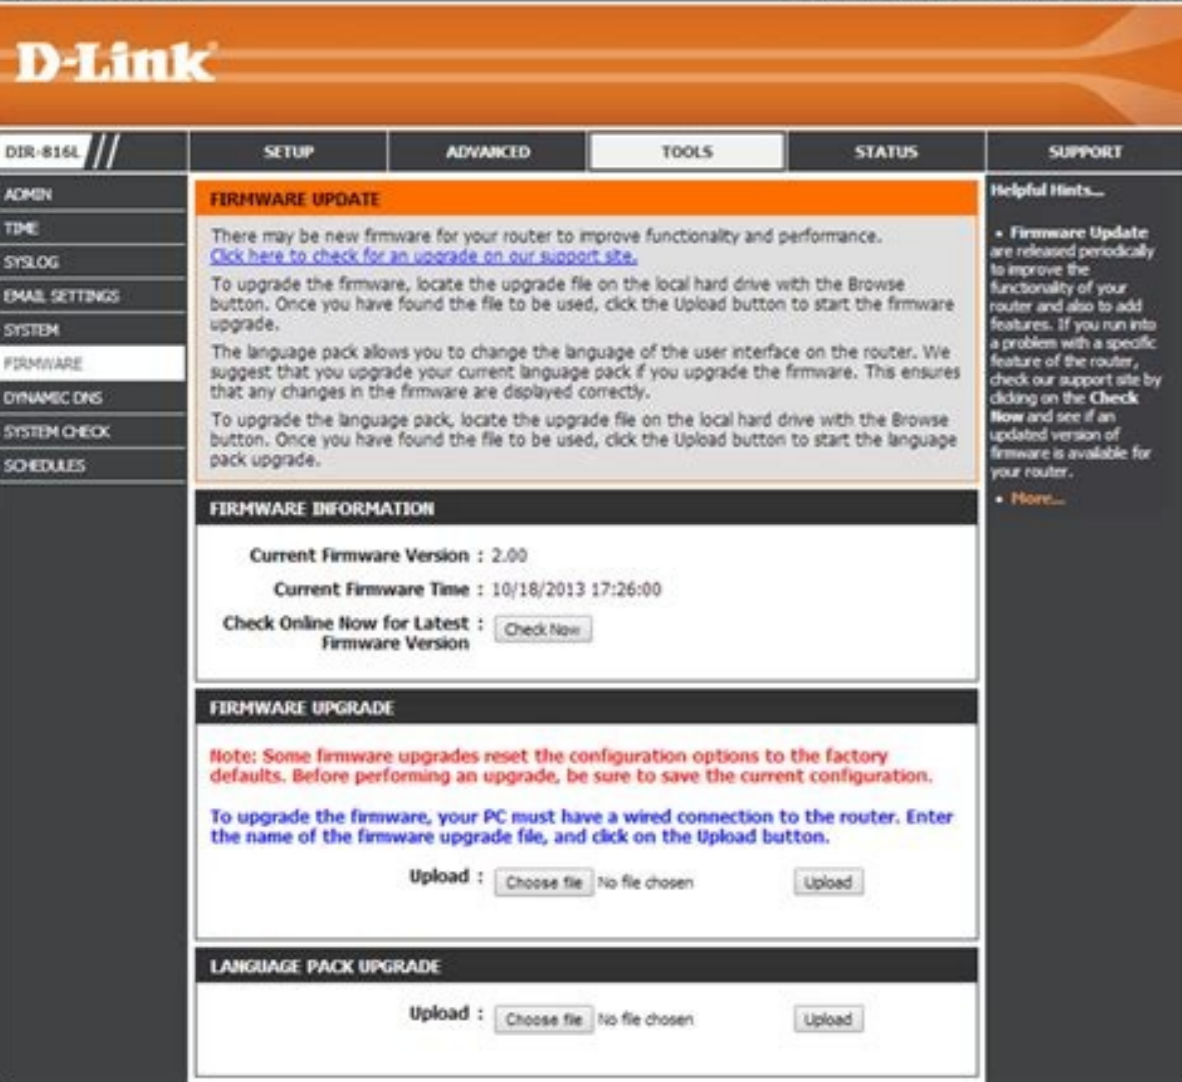 D-Link
DIR-816L
SETUP
ADVANCED
TOOLS
STATUS
SUPPORT
ADMIN
TIME
SYSLOG
EMAIL SETTINGS
SYSTEM
FIRMWARE
DYNAMIC DNS
SYSTEM CHECK
SCHEDULES
FIRMWARE UPDATE
There may be new firmware for your router to improve functionality and performance.
Click here to check for an upgrade on our support site.
To upgrade the firmware, locate the upgrade file on the local hard drive with the Browse
button. Once you have found the file to be used, click the Upload button to start the firmware
upgrade.
The language pack allows you to change the language of the user interface on the router. We
suggest that you upgrade your current language pack if you upgrade the firmware. This ensures
that any changes in the firmware are displayed correctly.
To upgrade the language pack, locate the upgrade file on the local hard drive with the Browse
button. Once you have found the file to be used, click the Upload button to start the language
pack upgrade.
FIRMWARE INFORMATION
Current Firmware Version : 2.00
Current Firmware Time : 10/18/2013 17:26:00
Check Online Now for Latest :
Firmware Version
Check Now
FIRMWARE UPGRADE
Note: Some firmware upgrades reset the configuration options to the factory
defaults. Before performing an upgrade, be sure to save the current configuration.
To upgrade the firmware, your PC must have a wired connection to the router. Enter
the name of the firmware upgrade file, and click on the Upload button.
Upload : Choose file No file chosen Upload
LANGUAGE PACK UPGRADE
Upload : Choose file No file chosen Upload
Helpful Hints...
• Firmware Update
are released periodically
to improve the
functionality of your
router and also to add
features. If you run into
a problem with a specific
feature of the router,
check our support site by
clicking on the Check
Now and see if an
updated version of
firmware is available for
your router.
• More...